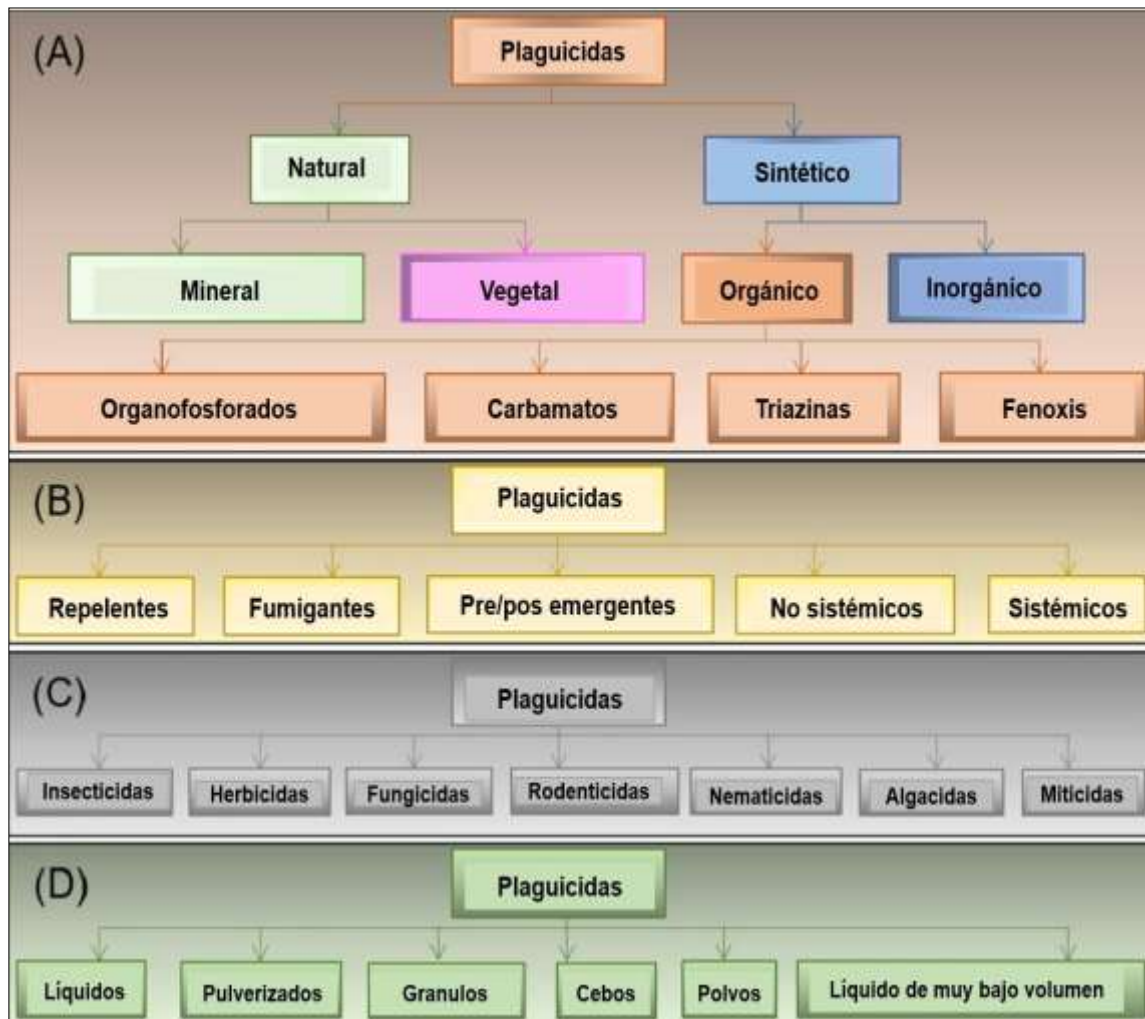 (A)
Plaguicidas
Natural
Sintético
Mineral
Vegetal
Orgánico
Inorgánico
Organofosforados
Carbamatos
Triazinas
Fenoxis
(B)
Plaguicidas
Repelentes
Fumigantes
Pre/pos emergentes
No sistémicos
Sistémicos
(C)
Plaguicidas
Insecticidas
Herbicidas
Fungicidas
Rodenticidas
Nematicidas
Algacidas
Miticidas
(D)
Plaguicidas
Líquidos
Pulverizados
Granulos
Cebos
Polvos
Líquido de muy bajo volumen